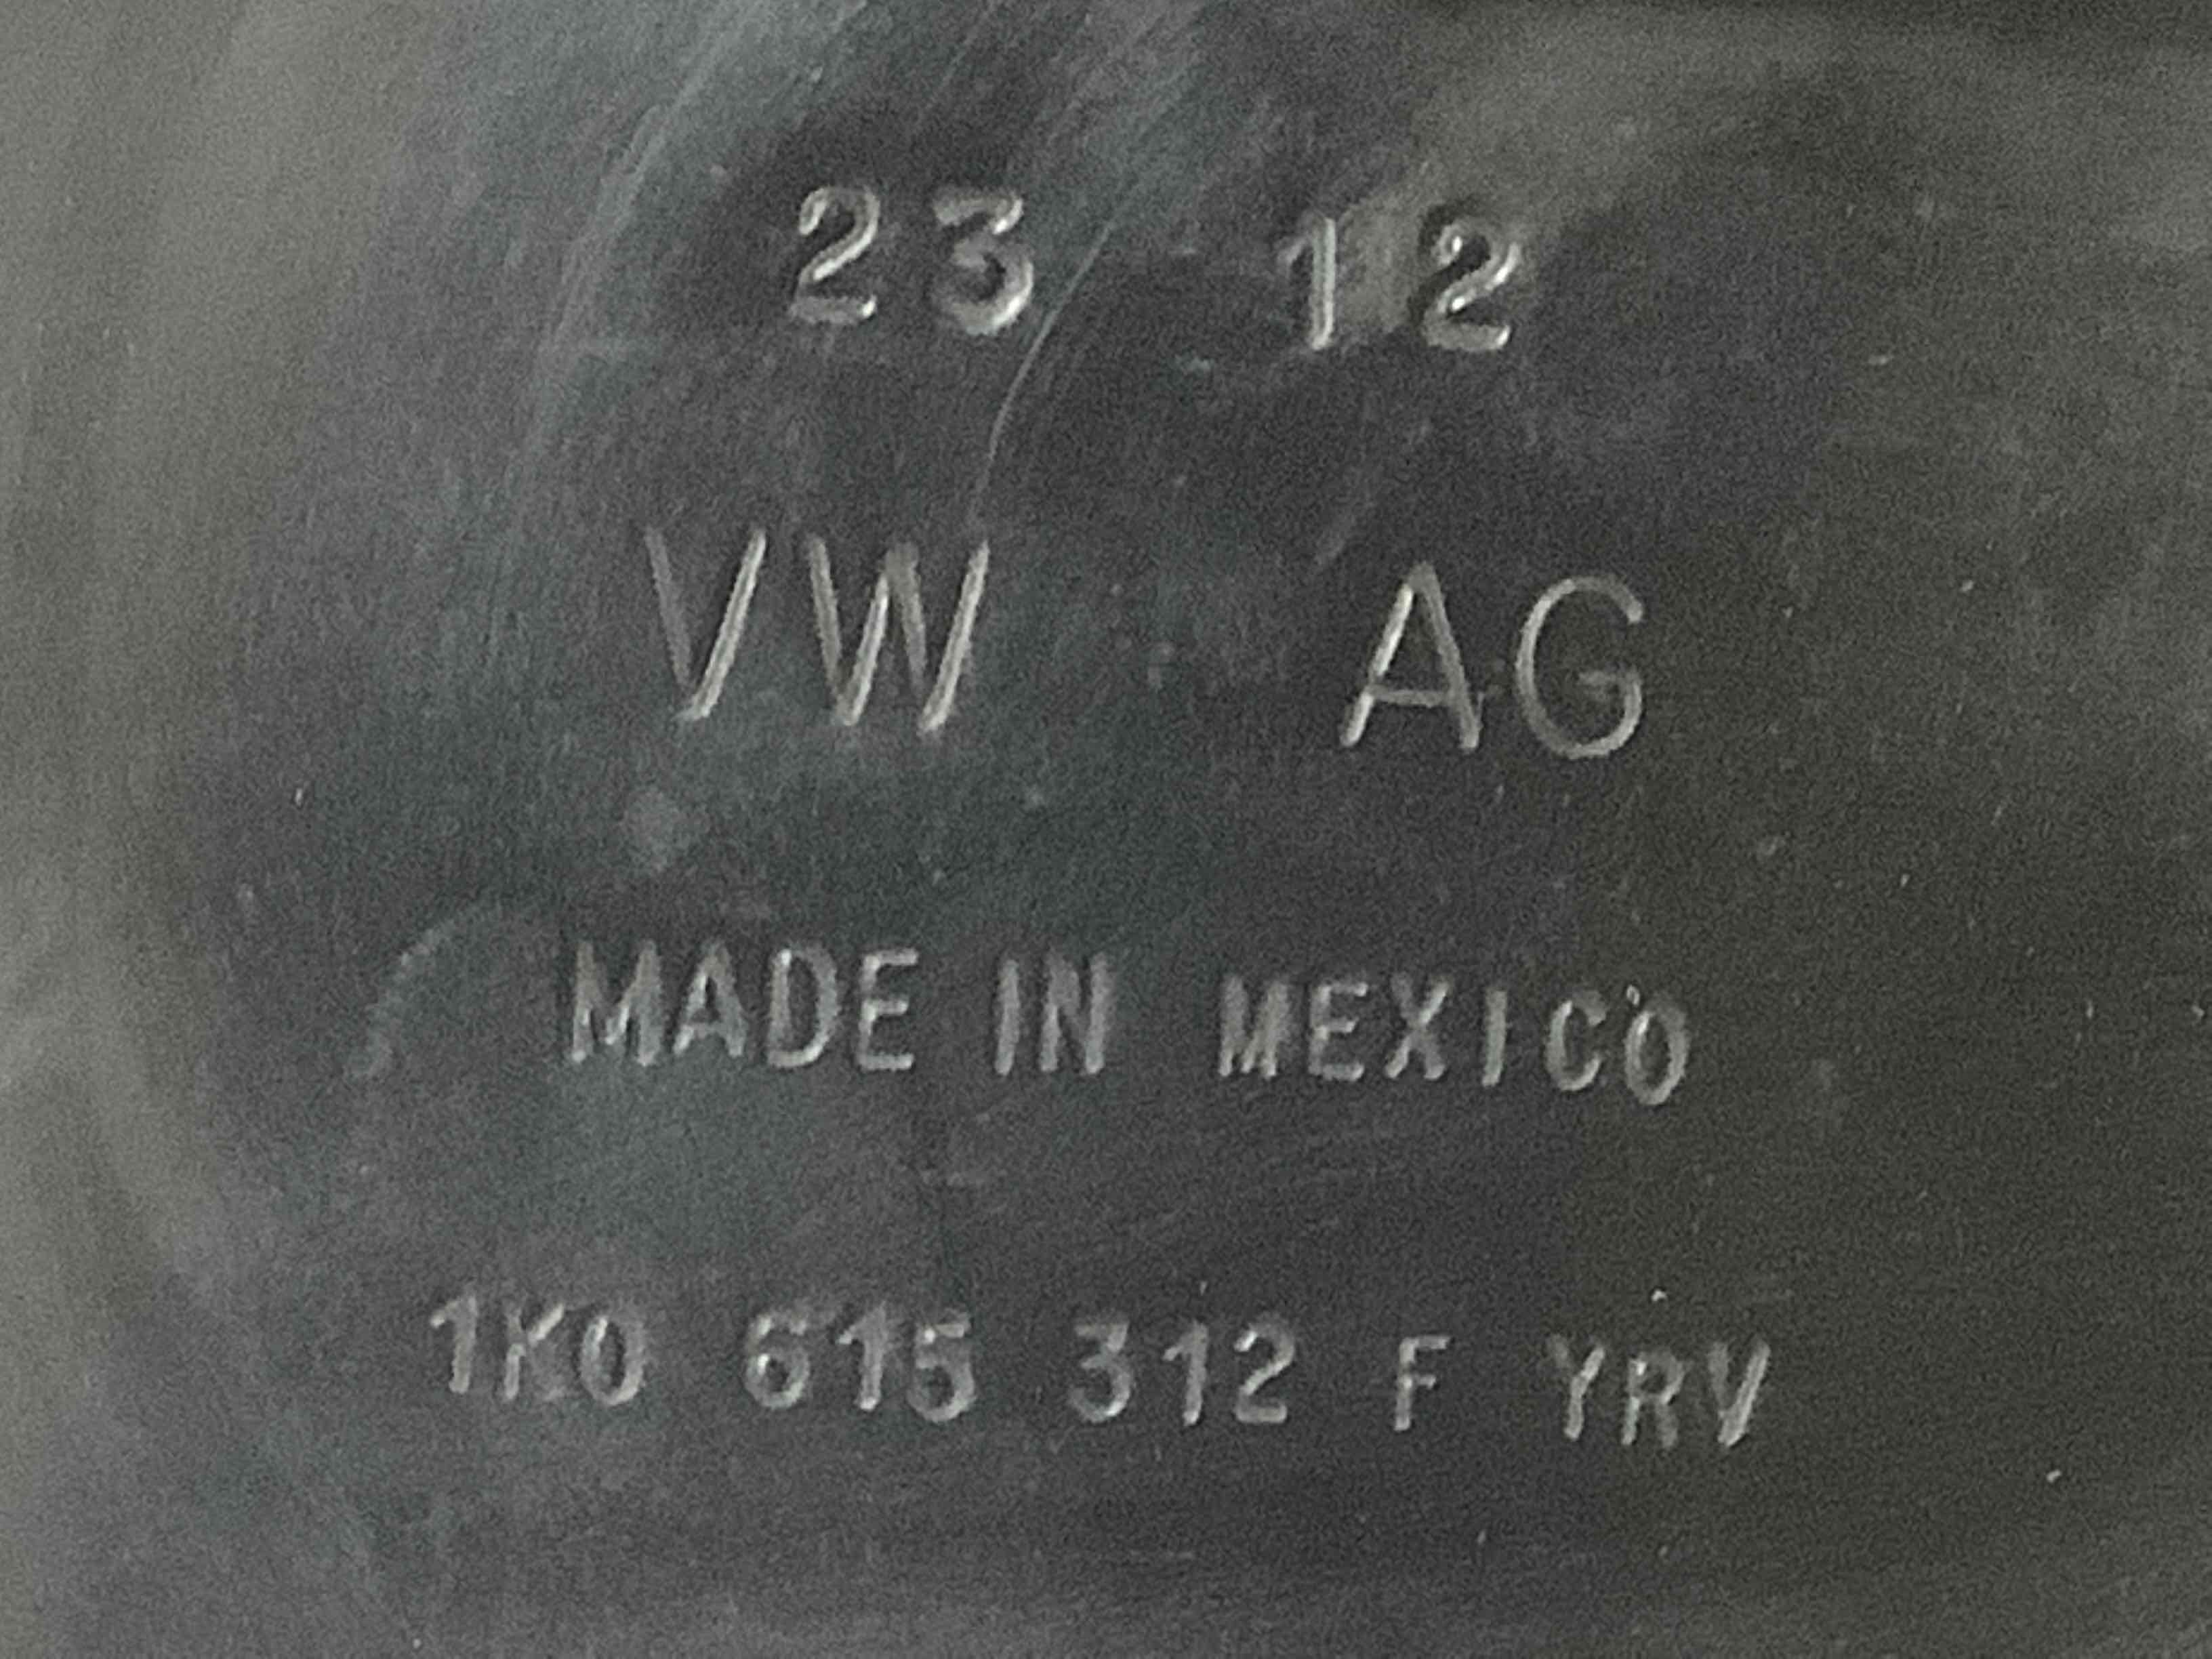 23 12
VW AG
MADE IN MEXICO
1K0 615 312 F YRV